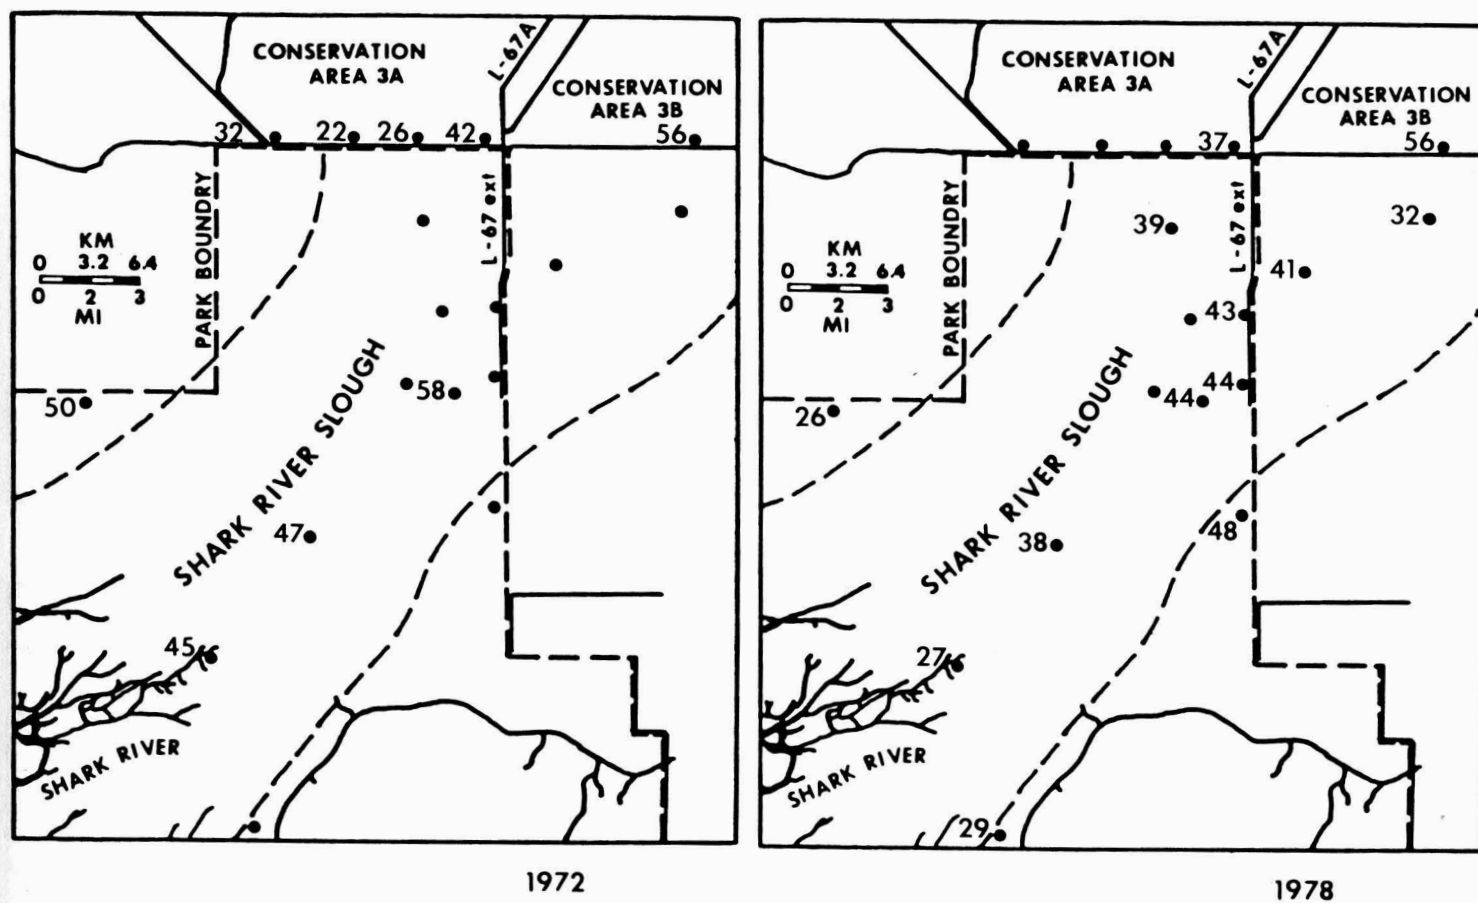 CONSERVATION
AREA 3A
L-67A
CONSERVATION
AREA 3B
32
22
26
42
56
PARK BOUNDRY
L-67 ext
KM
0 3.2 6.4
0 2 3
MI
SHARK RIVER SLOUGH
50
58
47
45
SHARK RIVER
1972
CONSERVATION
AREA 3A
L-67A
CONSERVATION
AREA 3B
37
56
PARK BOUNDRY
L-67 ext
39
32
41
KM
0 3.2 6.4
0 2 3
MI
43
44
44
26
SHARK RIVER SLOUGH
48
38
27
SHARK RIVER
29
1978